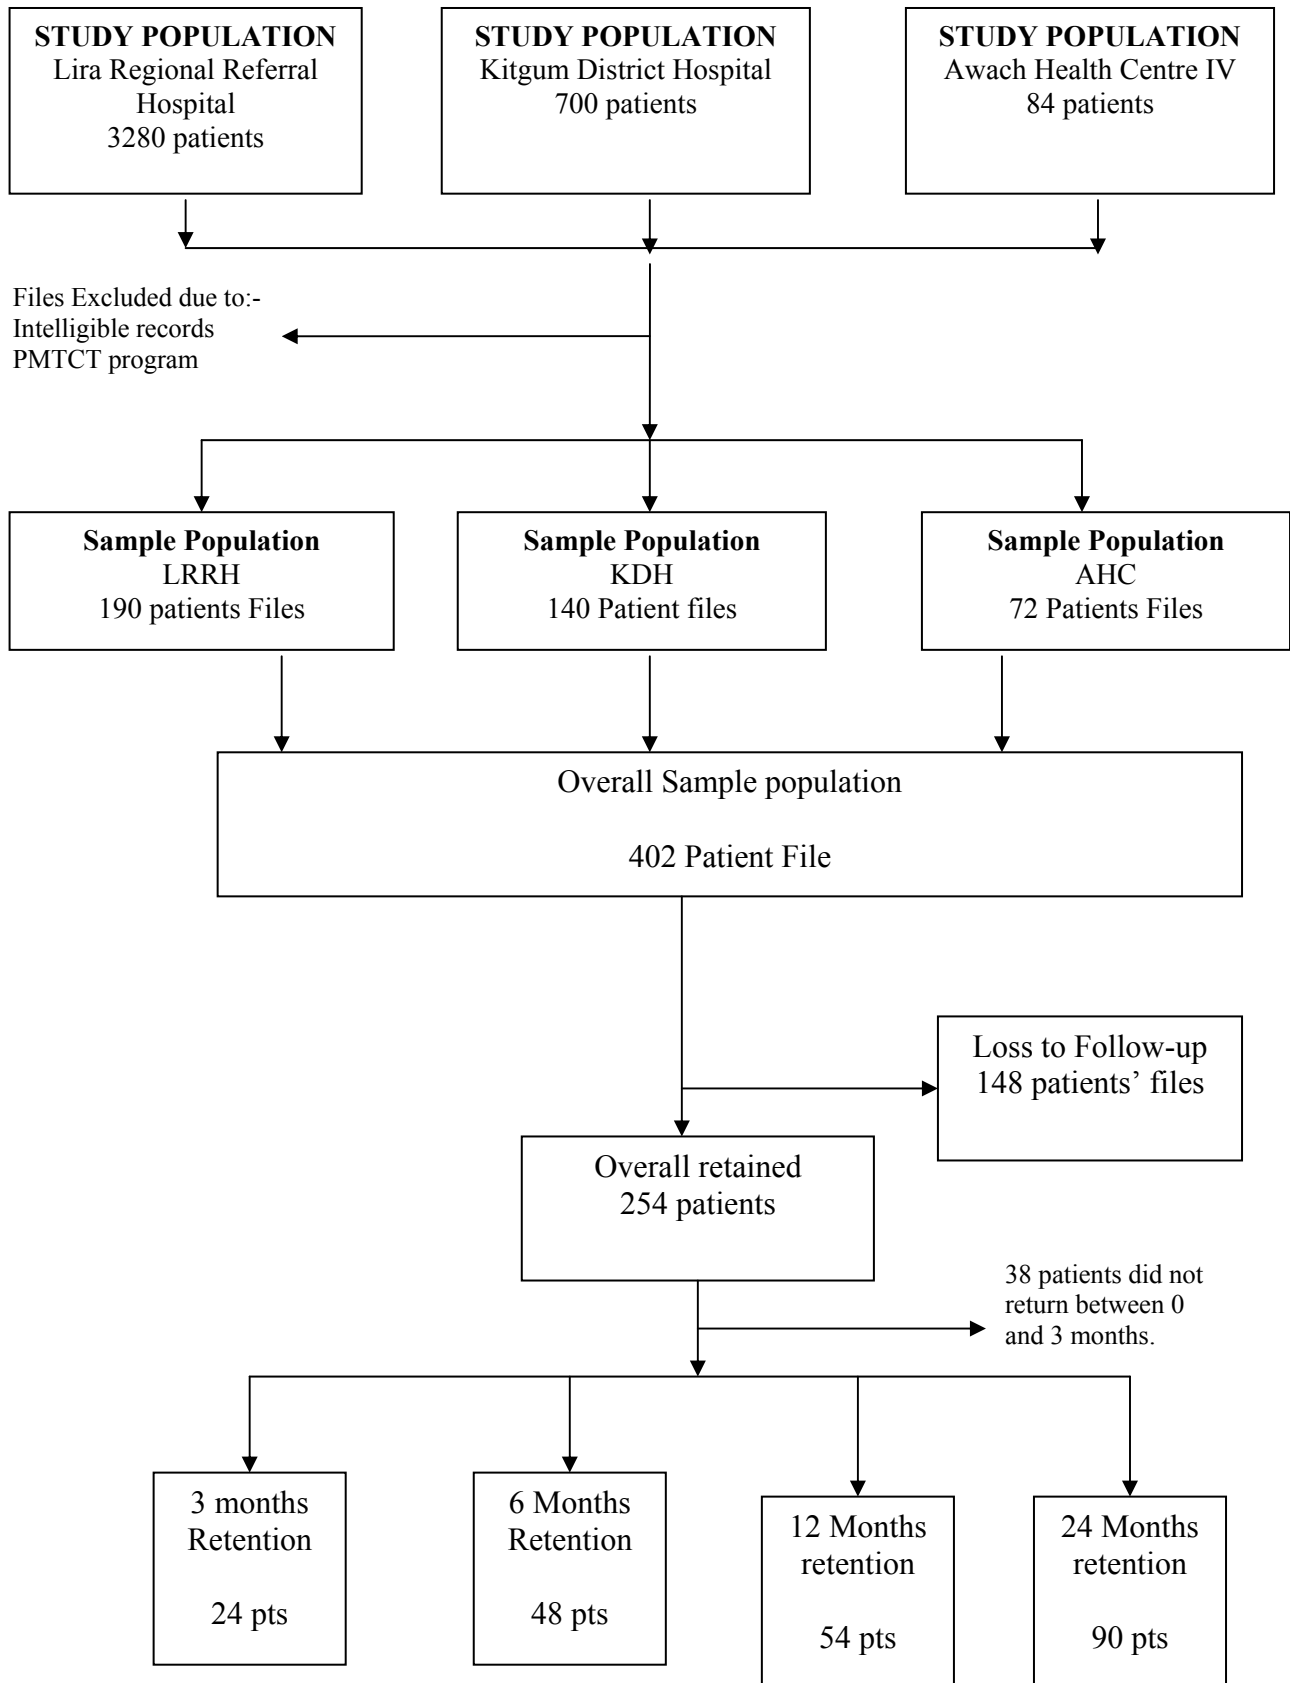 STUDY POPULATION
Lira Regional Referral
Hospital
3280 patients
STUDY POPULATION
Kitgum District Hospital
700 patients
STUDY POPULATION
Awach Health Centre IV
84 patients
Files Excluded due to:-
Intelligible records
PMTCT program
Sample Population
LRRH
190 patients Files
Sample Population
KDH
140 Patient files
Sample Population
AHC
72 Patients Files
Overall Sample population
402 Patient File
Loss to Follow-up
148 patients’ files
Overall retained
254 patients
38 patients did not
return between 0
and 3 months.
3 months
Retention
24 pts
6 Months
Retention
48 pts
12 Months
retention
54 pts
24 Months
retention
90 pts